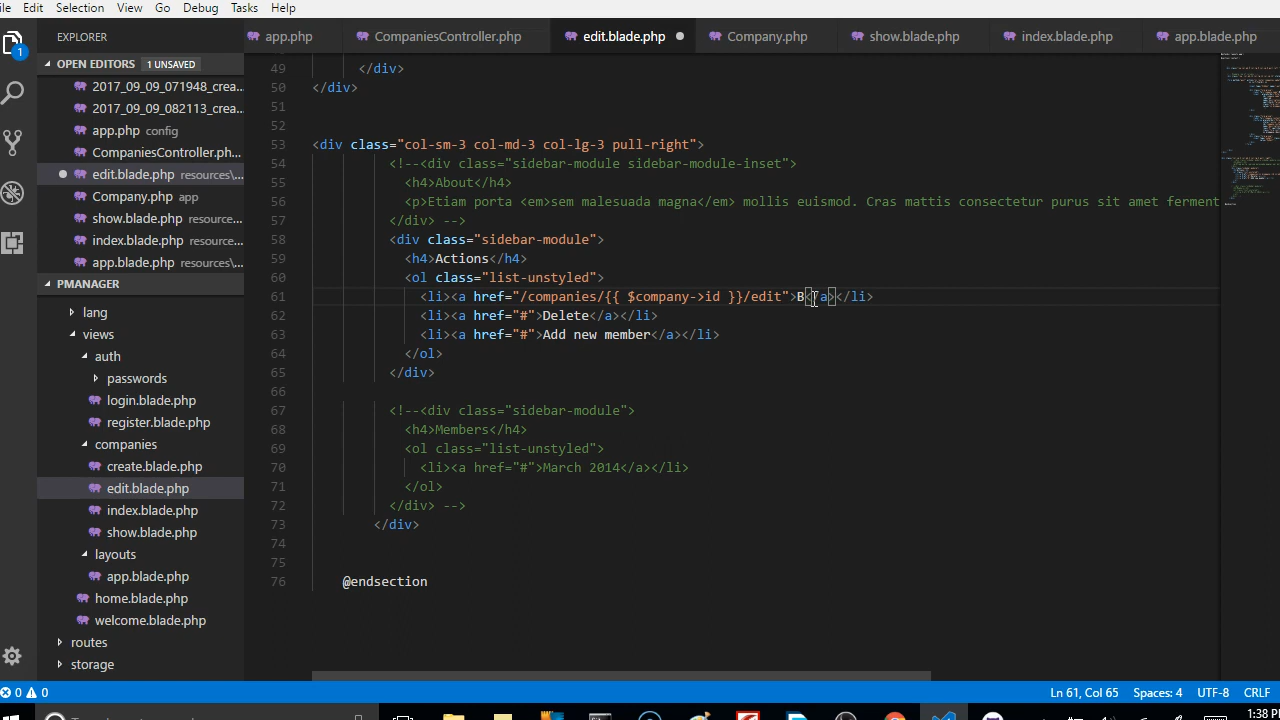 ile Edit Selection View Go Debug Tasks Help
EXPLORER
app.php CompaniesController.php edit.blade.php Company.php show.blade.php index.blade.php app.blade.php
1
OPEN EDITORS 1 UNSAVED
2017_09_09_071948_crea...
2017_09_09_082113_crea...
app.php config
CompaniesController.ph...
edit.blade.php resources\...
Company.php app
show.blade.php resource...
index.blade.php resource...
app.blade.php resources\...
PMANAGER
lang
views
auth
passwords
login.blade.php
register.blade.php
companies
create.blade.php
edit.blade.php
index.blade.php
show.blade.php
layouts
app.blade.php
home.blade.php
welcome.blade.php
routes
storage
49 </div>
50 </div>
51
52
53 <div class="col-sm-3 col-md-3 col-lg-3 pull-right">
54 <!--<div class="sidebar-module sidebar-module-inset">
55 <h4>About</h4>
56 <p>Etiam porta <em>sem malesuada magna</em> mollis euismod. Cras mattis consectetur purus sit amet ferment
57 </div> -->
58 <div class="sidebar-module">
59 <h4>Actions</h4>
60 <ol class="list-unstyled">
61 <li><a href="/companies/{{ $company->id }}/edit">B</a></li>
62 <li><a href="#">Delete</a></li>
63 <li><a href="#">Add new member</a></li>
64 </ol>
65 </div>
66
67 <!--<div class="sidebar-module">
68 <h4>Members</h4>
69 <ol class="list-unstyled">
70 <li><a href="#">March 2014</a></li>
71 </ol>
72 </div> -->
73 </div>
74
75
76 @endsection
0 0 Ln 61, Col 65 Spaces: 4 UTF-8 CRLF
1:38 P